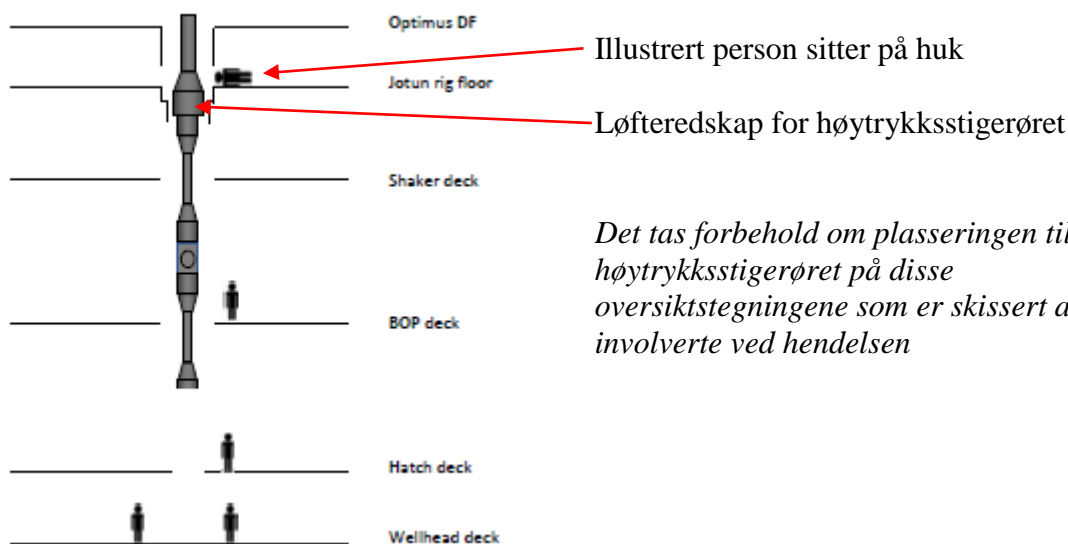 Optimus DF
Illustrert person sitter på huk
Jotun rig floor
Løfteredskap for høytrykksstigerøret
Shaker deck
Det tas forbehold om plasseringen til
høytrykksstigerøret på disse
oversiktstegningene som er skissert a
involverte ved hendelsen
BOP deck
Hatch deck
Wellhead deck